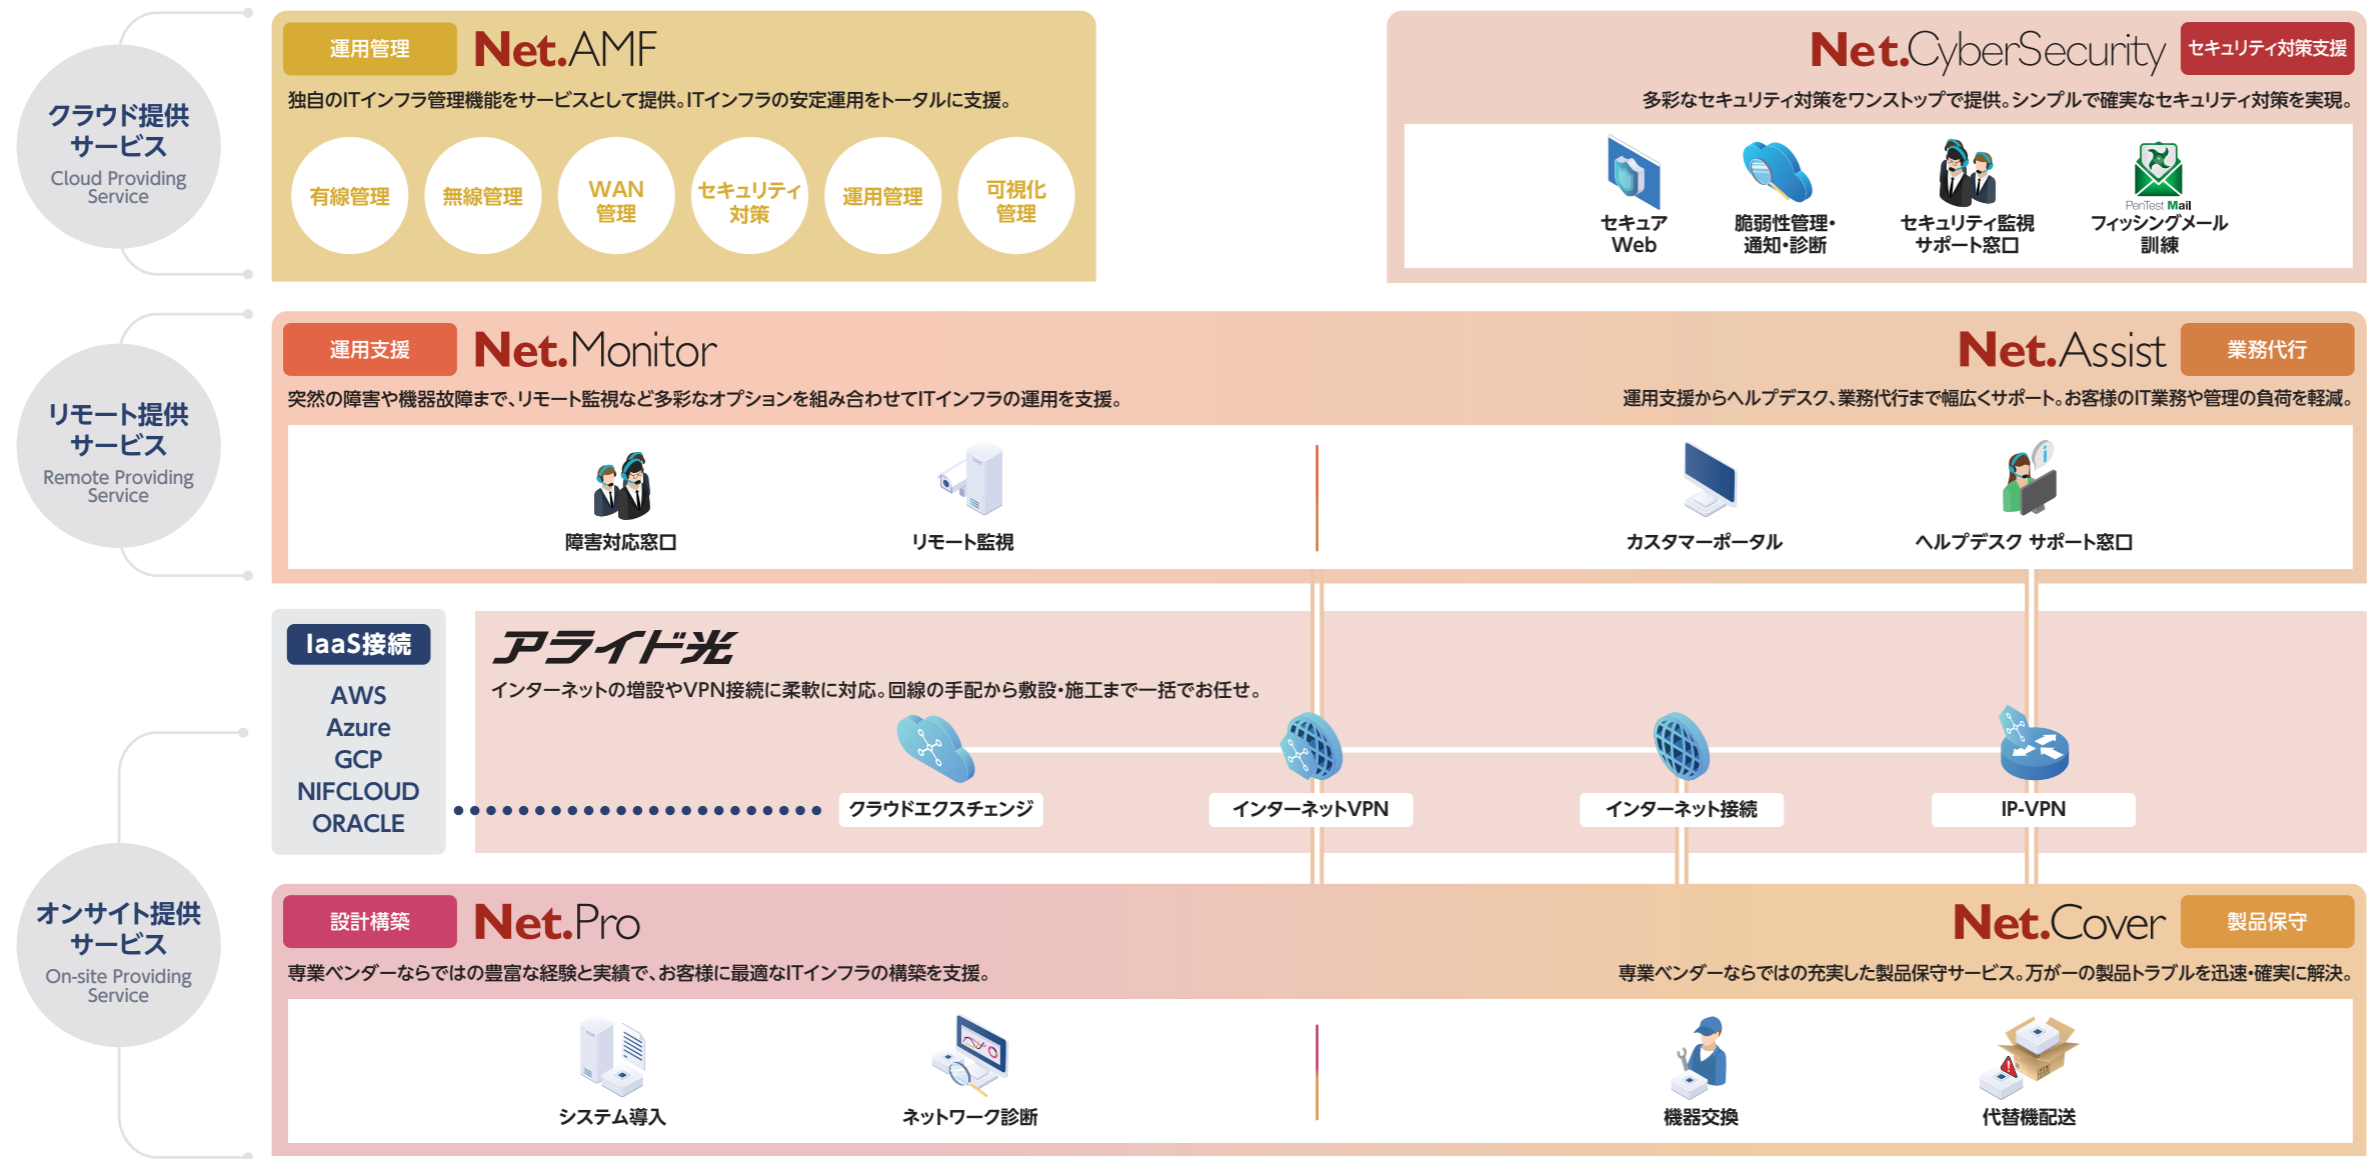 クラウド提供
サービス
Cloud Providing
Service
運用管理
Net.AMF
独自のITインフラ管理機能をサービスとして提供。ITインフラの安定運用をトータルに支援。
有線管理
無線管理
WAN
管理
セキュリティ
対策
運用管理
可視化
管理
Net.CyberSecurity
セキュリティ対策支援
多彩なセキュリティ対策をワンストップで提供。シンプルで確実なセキュリティ対策を実現。
セキュア
Web
脆弱性管理・
通知・診断
セキュリティ監視
サポート窓口
PenTest Mail
フィッシングメール
訓練
リモート提供
サービス
Remote Providing
Service
運用支援
Net.Monitor
突然の障害や機器故障まで、リモート監視など多彩なオプションを組み合わせてITインフラの運用を支援。
障害対応窓口
リモート監視
Net.Assist
業務代行
運用支援からヘルプデスク、業務代行まで幅広くサポート。お客様のIT業務や管理の負荷を軽減。
カスタマーポータル
ヘルプデスク サポート窓口
IaaS接続
AWS
Azure
GCP
NIFCLOUD
ORACLE
アライド光
インターネットの増設やVPN接続に柔軟に対応。回線の手配から敷設・施工まで一括でお任せ。
クラウドエクスチェンジ
インターネットVPN
インターネット接続
IP-VPN
オンサイト提供
サービス
On-site Providing
Service
設計構築
Net.Pro
専業ベンダーならではの豊富な経験と実績で、お客様に最適なITインフラの構築を支援。
システム導入
ネットワーク診断
Net.Cover
製品保守
専業ベンダーならではの充実した製品保守サービス。万が一の製品トラブルを迅速・確実に解決。
機器交換
代替機配送